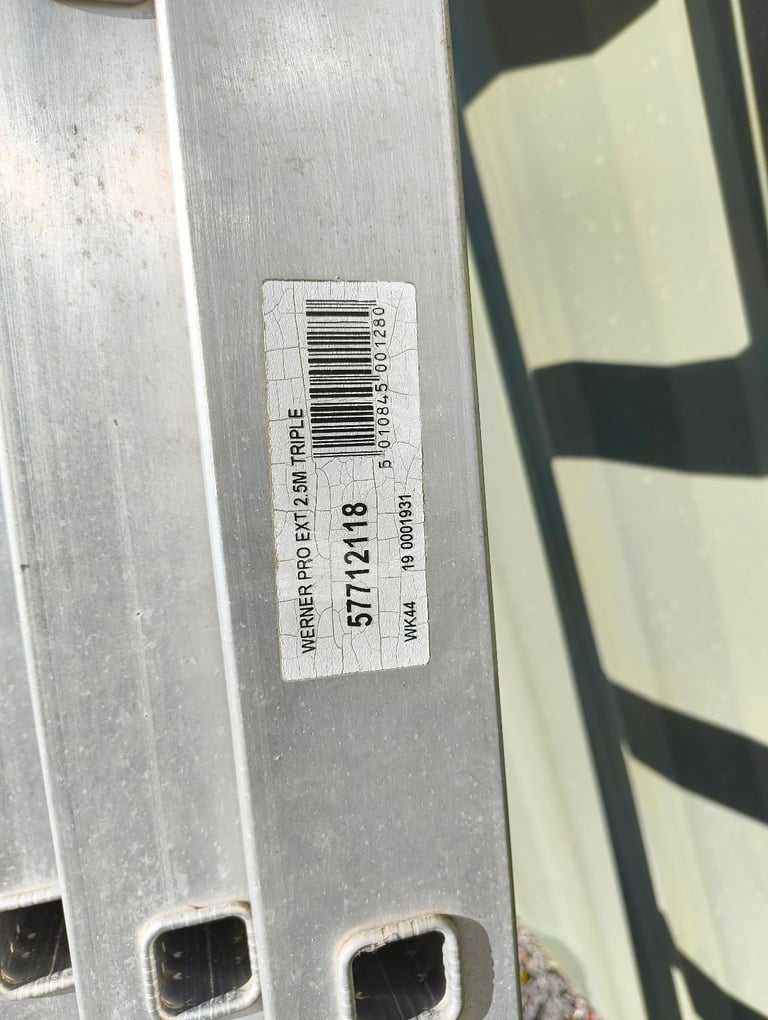 WERNER PRO EXT 2.5M TRIPLE
57712118
5 010845 001280
WK44 19 0001931